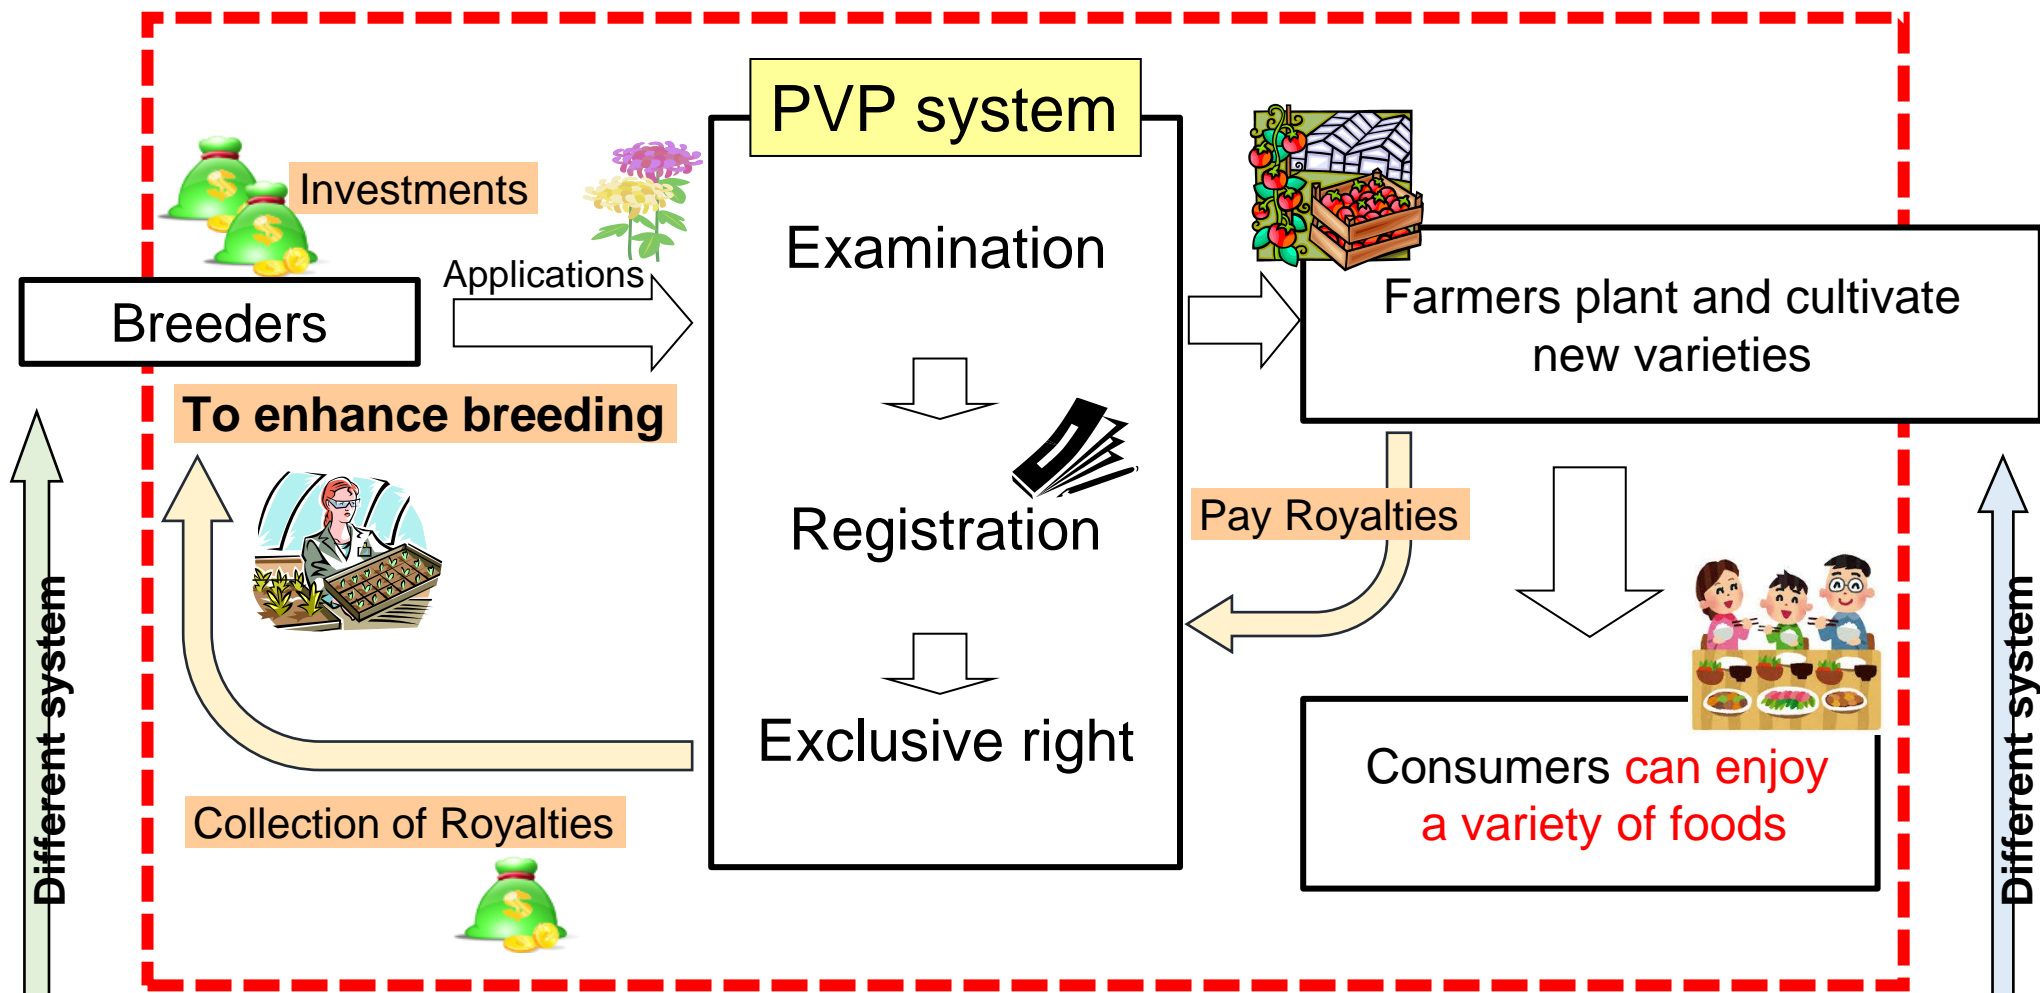 PVP system
Investments
Applications
Breeders
To enhance breeding
Examination
Registration
Exclusive right
Farmers plant and cultivate
new varieties
Pay Royalties
Collection of Royalties
Consumers can enjoy
a variety of foods
Different system
Different system